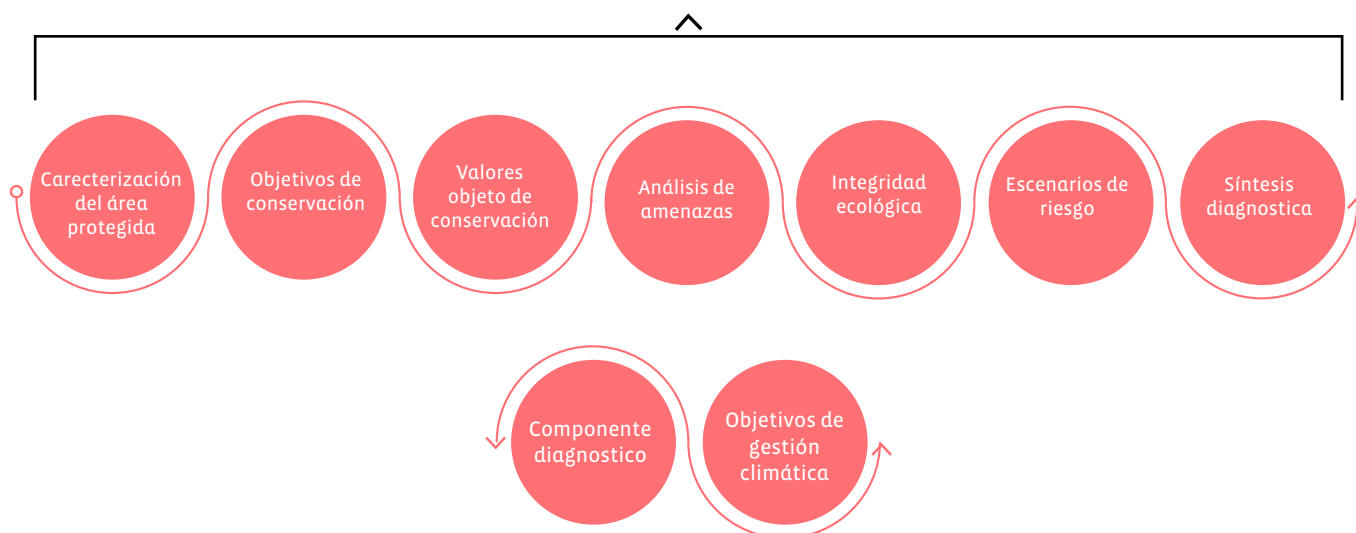 Carecterización
del área
protegida
Objetivos de
conservación
Valores
objeto de
conservación
Análisis de
amenazas
Integridad
ecológica
Escenarios de
riesgo
Síntesis
diagnostica
Componente
diagnostico
Objetivos de
gestión
climática